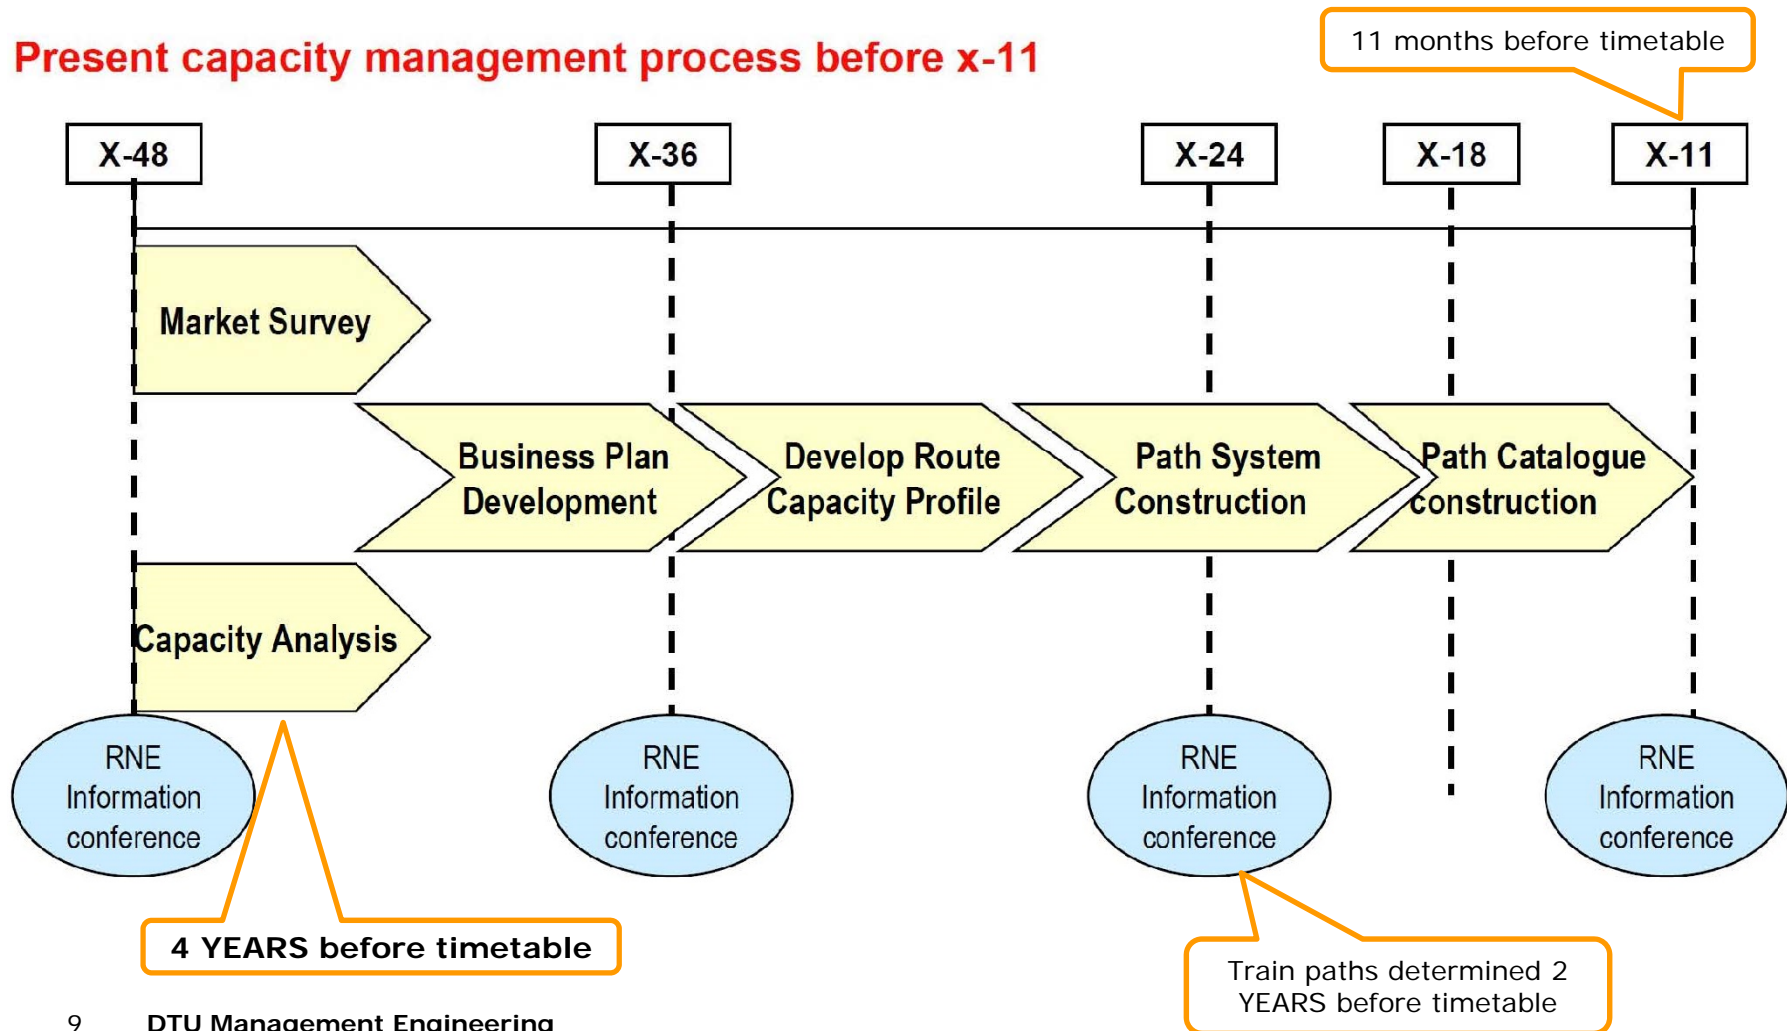 Present capacity management process before x-11
11 months before timetable
X-48
X-36
X-24
X-18
X-11
Market Survey
Business Plan
Development
Develop Route
Capacity Profile
Path System
Construction
Path Catalogue
construction
Capacity Analysis
RNE
Information
conference
RNE
Information
conference
RNE
Information
conference
RNE
Information
conference
4 YEARS before timetable
Train paths determined 2
YEARS before timetable
9 DTU Management Engineering